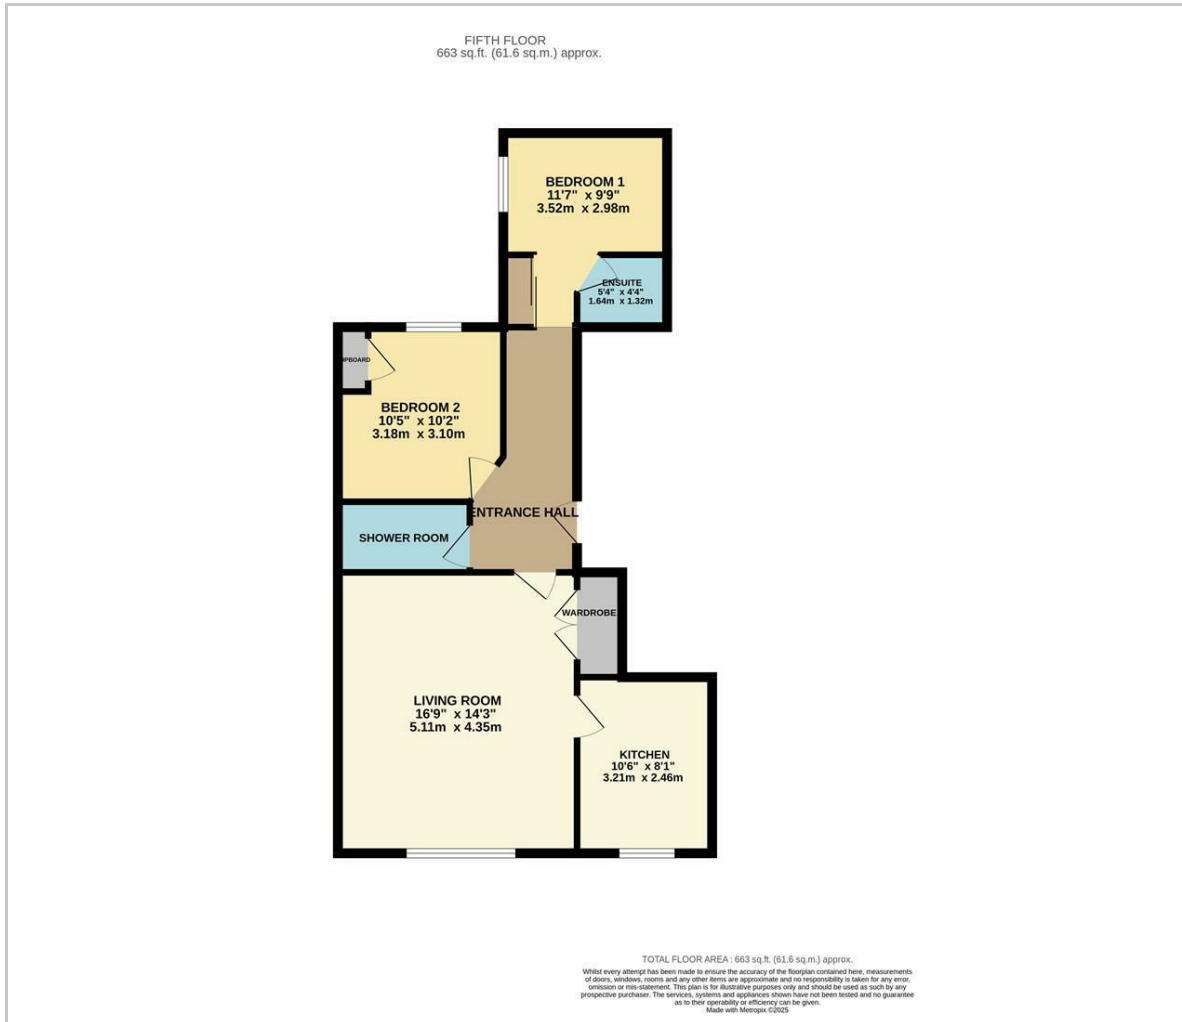 FIFTH FLOOR
663 sq.ft. (61.6 sq.m.) approx.
BEDROOM 1
11'7" x 9'9"
3.52m x 2.98m
ENSUITE
5'4" x 4'4"
1.64m x 1.32m
UPBOARD
BEDROOM 2
10'5" x 10'2"
3.18m x 3.10m
ENTRANCE HALL
SHOWER ROOM
WARDROBE
LIVING ROOM
16'9" x 14'3"
5.11m x 4.35m
KITCHEN
10'6" x 8'1"
3.21m x 2.46m
TOTAL FLOOR AREA : 663 sq.ft. (61.6 sq.m.) approx.
Whilst every attempt has been made to ensure the accuracy of the floorplan contained here, measurements
of doors, windows, rooms and any other items are approximate and no responsibility is taken for any error,
omission or mis-statement. This plan is for illustrative purposes only and should be used as such by any
prospective purchaser. The services, systems and appliances shown have not been tested and no guarantee
as to their operability or efficiency can be given.
Made with Metropix ©2025